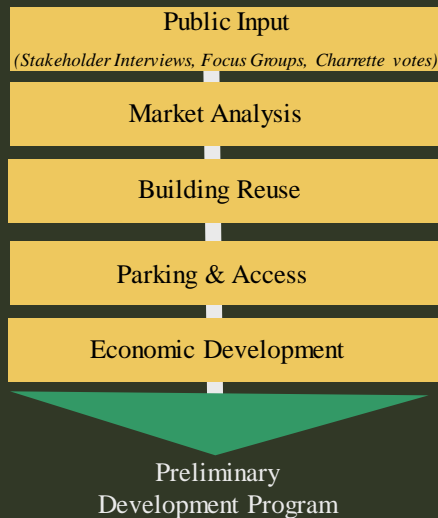 Public Input
(Stakeholder Interviews, Focus Groups, Charrette votes)
Market Analysis
Building Reuse
Parking & Access
Economic Development
Preliminary
Development Program